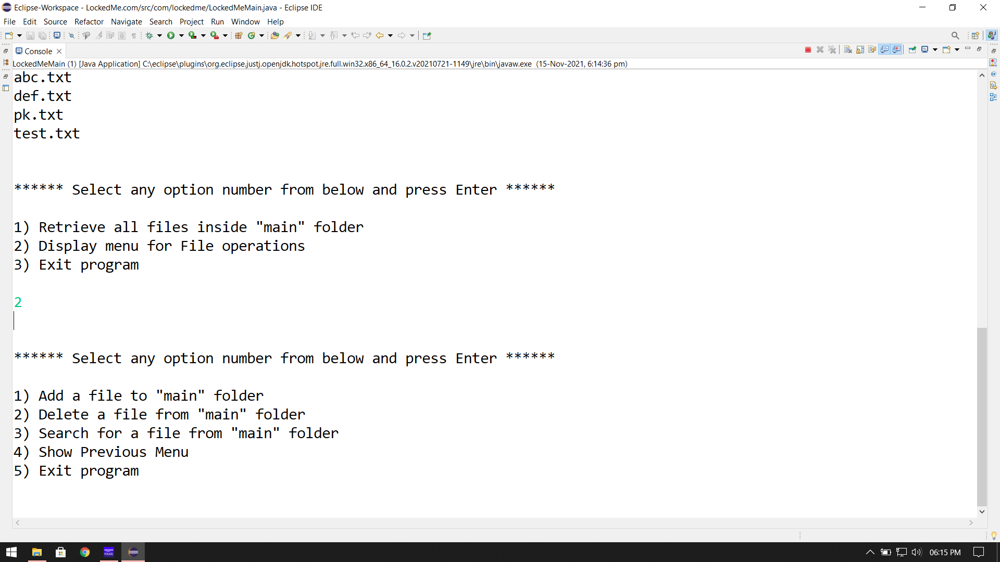 Eclipse-Workspace - LockedMe.com/src/com/lockedme/LockedMeMain.java - Eclipse IDE
File Edit Source Refactor Navigate Search Project Run Window Help
Console
LockedMeMain (1) [Java Application] C:\eclipse\plugins\org.eclipse.justj.openjdk.hotspot.jre.full.win32.x86_64_16.0.2.v20210721-1149\jre\bin\javaw.exe (15-Nov-2021, 6:14:36 pm)
abc.txt
def.txt
pk.txt
test.txt
****** Select any option number from below and press Enter ******
1) Retrieve all files inside "main" folder
2) Display menu for File operations
3) Exit program
2
****** Select any option number from below and press Enter ******
1) Add a file to "main" folder
2) Delete a file from "main" folder
3) Search for a file from "main" folder
4) Show Previous Menu
5) Exit program
amazon
music
06:15 PM